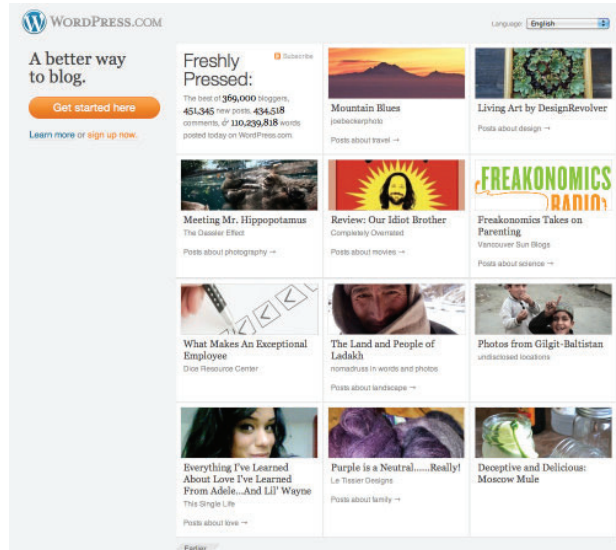 WORDPRESS.COM
Language: English
A better way
to blog.
Get started here
Learn more or sign up now.
Freshly
Pressed:
Subscribe
The best of 369,000 bloggers,
451,345 new posts, 434,518
comments, & 110,239,818 words
posted today on WordPress.com.
Mountain Blues
joebeckerphoto
Posts about travel →
Living Art by DesignRevolver
Posts about design →
Meeting Mr. Hippopotamus
The Dassler Effect
Posts about photography →
Review: Our Idiot Brother
Completely Overrated
Posts about movies →
FREAKONOMICS
RADIO
Freakonomics Takes on
Parenting
Vancouver Sun Blogs
Posts about science →
What Makes An Exceptional
Employee
Dice Resource Center
The Land and People of
Ladakh
nomadruss in words and photos
Posts about landscape →
Photos from Gilgit-Baltistan
undisclosed locations
Everything I've Learned
About Love I've Learned
From Adele...And Lil' Wayne
This Single Life
Posts about love →
Purple is a Neutral......Really!
Le Tissier Designs
Posts about family →
Deceptive and Delicious:
Moscow Mule
Earlier